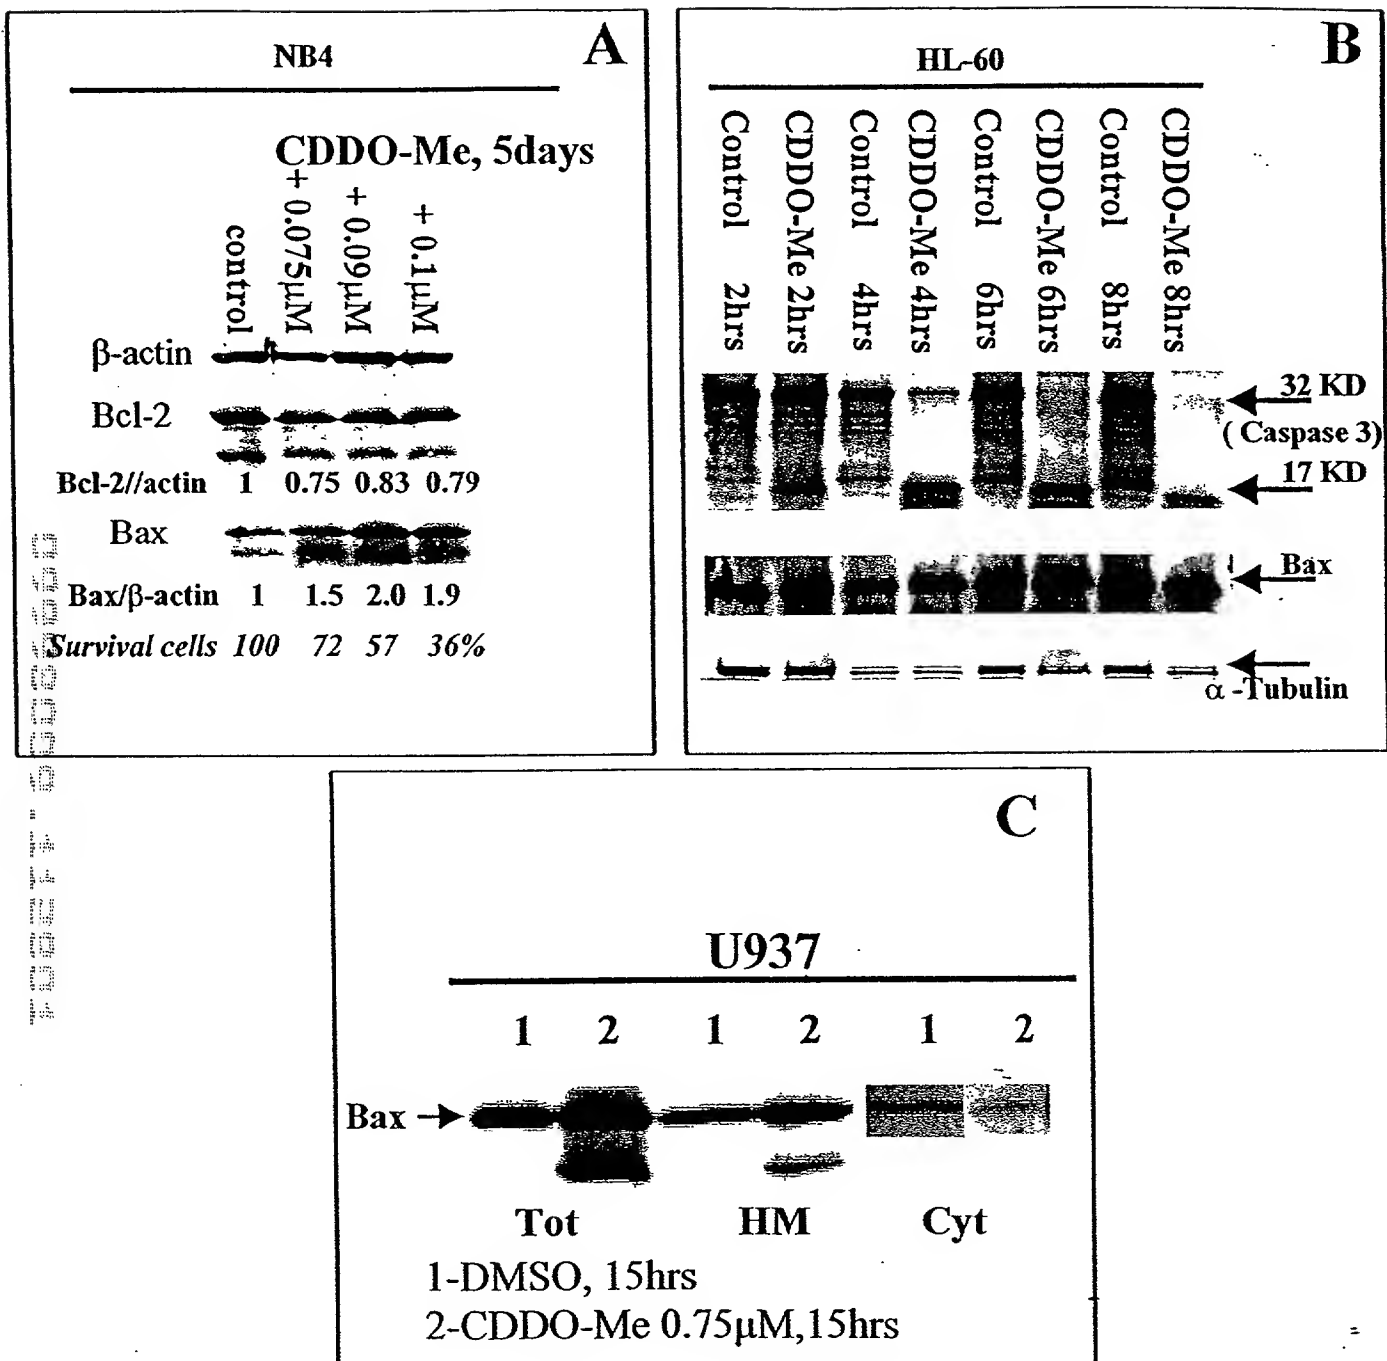 A
NB4
CDDO-Me, 5days
control
+ 0.075μM
+ 0.09μM
+ 0.1μM
β-actin
Bcl-2
Bcl-2//actin 1 0.75 0.83 0.79
Bax
Bax/β-actin 1 1.5 2.0 1.9
Survival cells 100 72 57 36%
B
HL-60
Control 2hrs
CDDO-Me 2hrs
Control 4hrs
CDDO-Me 4hrs
Control 6hrs
CDDO-Me 6hrs
Control 8hrs
CDDO-Me 8hrs
32 KD
( Caspase 3)
17 KD
Bax
α -Tubulin
C
U937
1 2 1 2 1 2
Bax
Tot HM Cyt
1-DMSO, 15hrs
2-CDDO-Me 0.75μM,15hrs